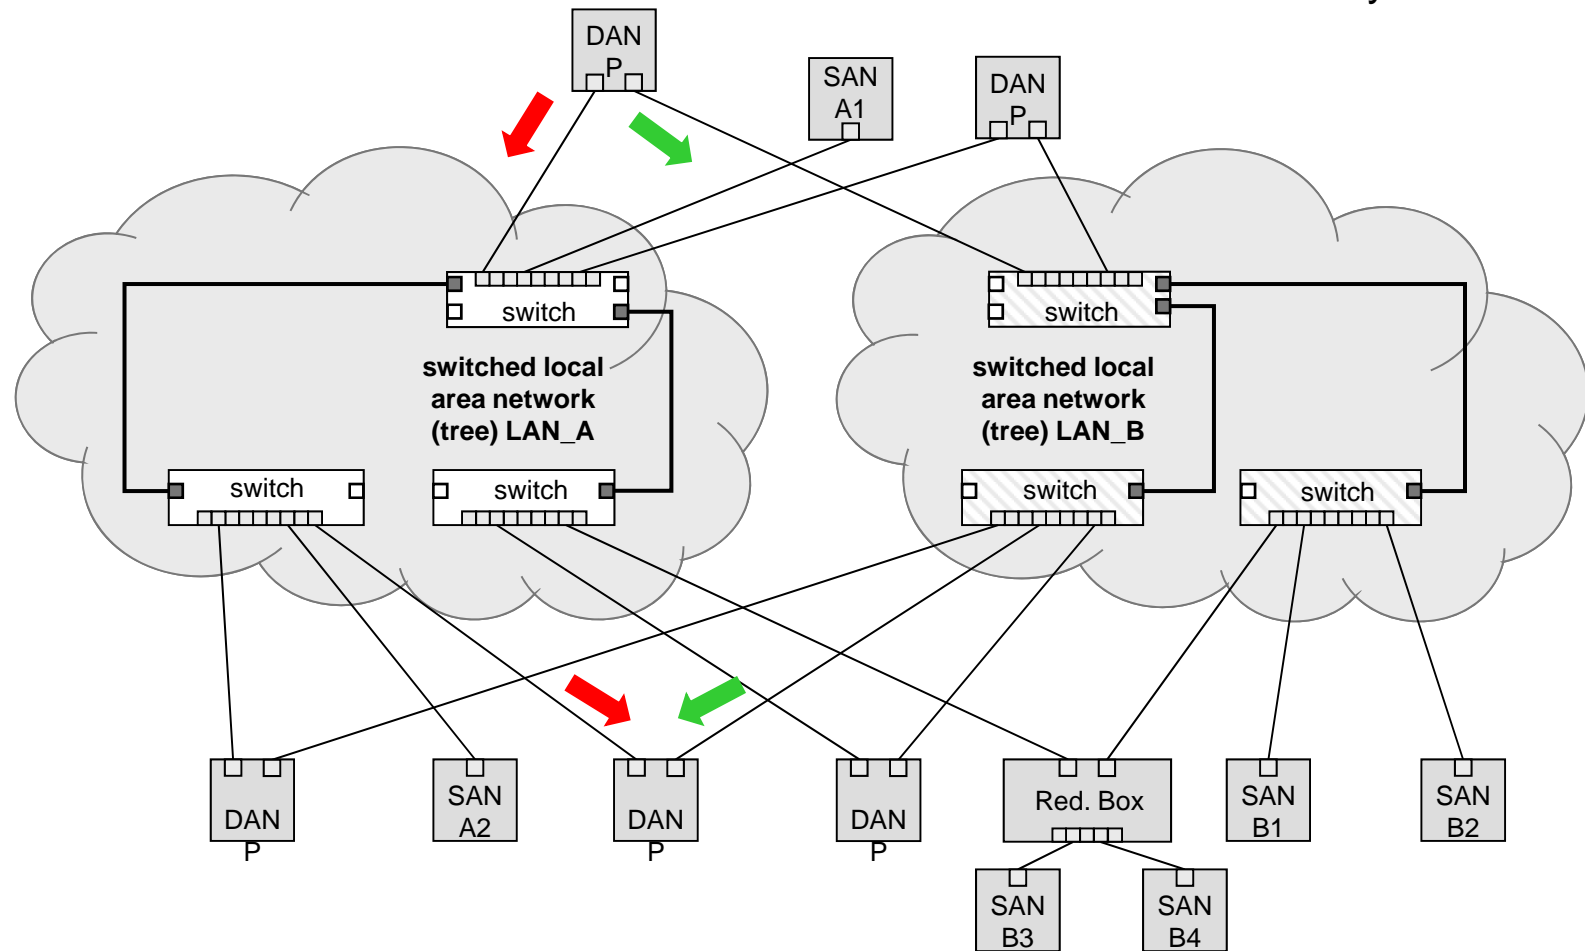 y
DAN
P
SAN
A1
DAN
P
switch
switch
switched local
area network
(tree) LAN_A
switched local
area network
(tree) LAN_B
switch
switch
switch
switch
DAN
P
SAN
A2
DAN
P
DAN
P
Red. Box
SAN
B1
SAN
B2
SAN
B3
SAN
B4